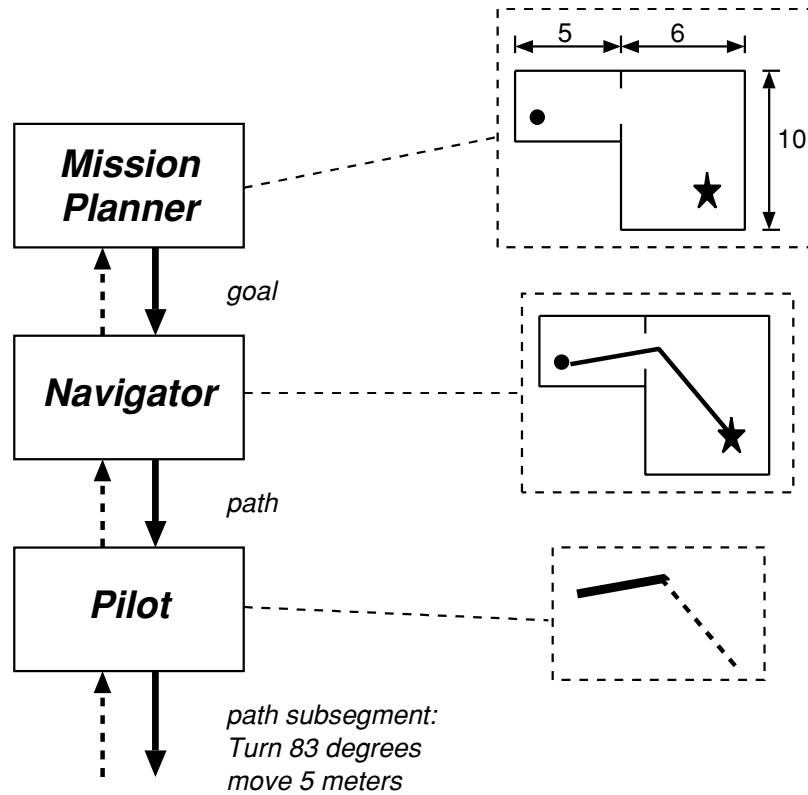 5
6
10
Mission
Planner
goal
Navigator
path
Pilot
path subsegment:
Turn 83 degrees
move 5 meters